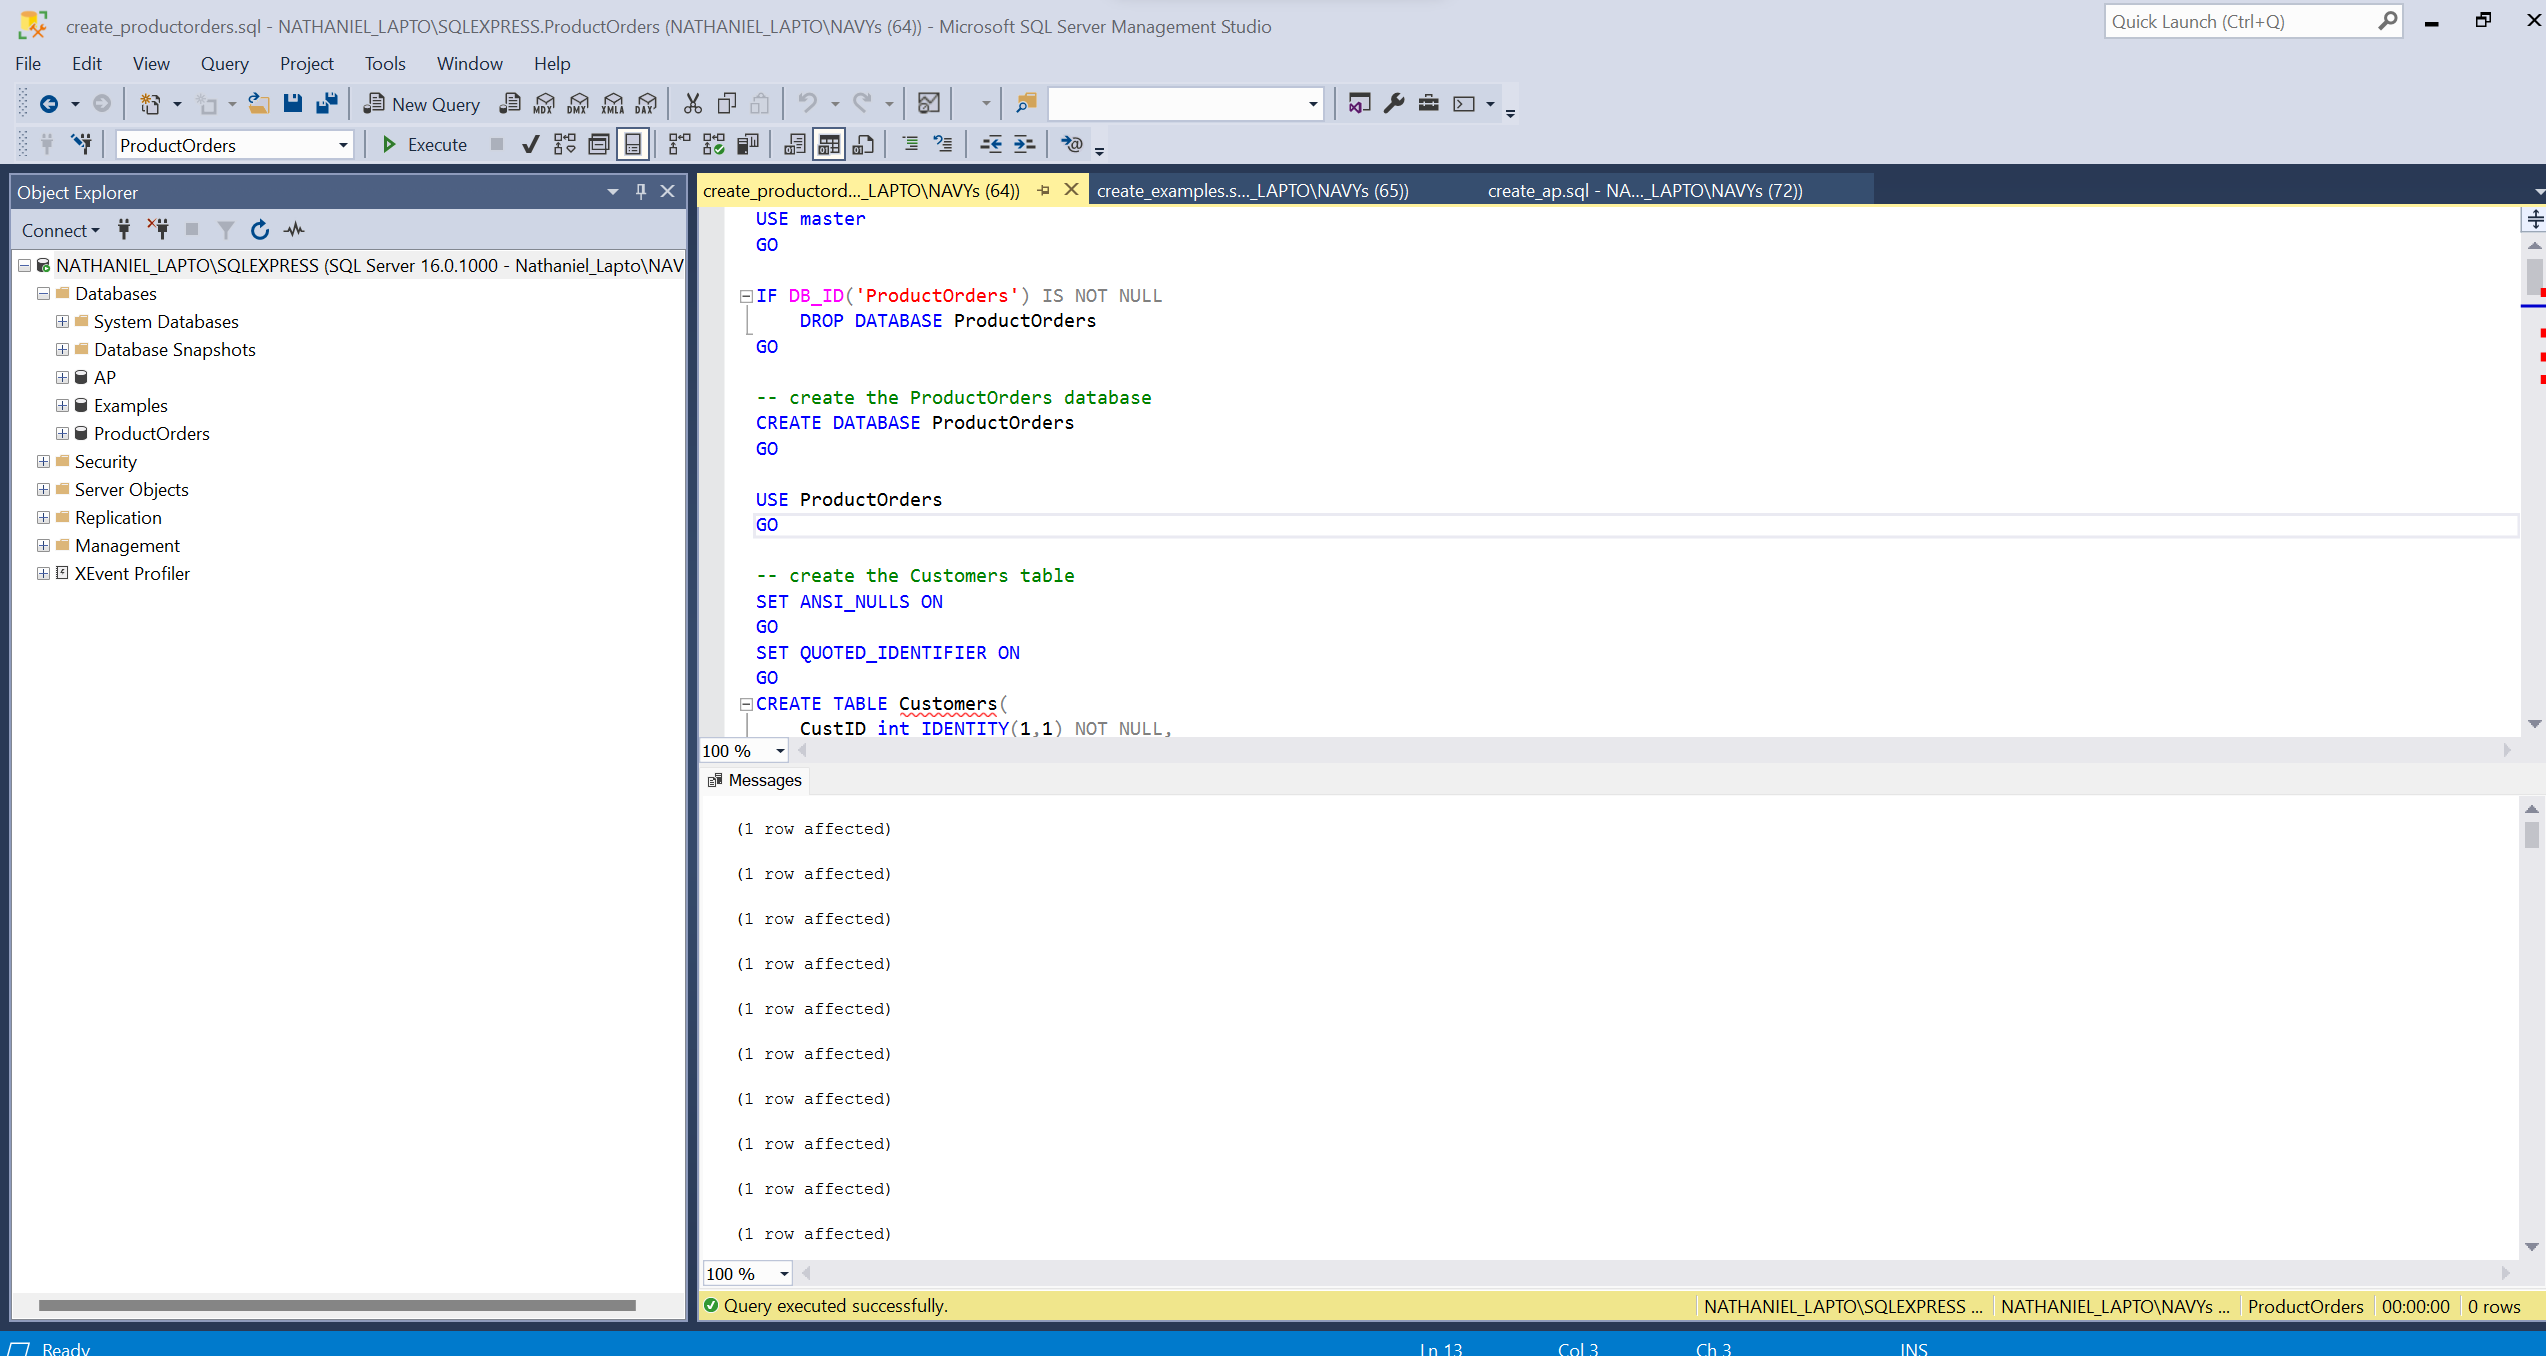 create_productorders.sql - NATHANIEL_LAPTO\SQLEXPRESS.ProductOrders (NATHANIEL_LAPTO\NAVYs (64)) - Microsoft SQL Server Management Studio
Quick Launch (Ctrl+Q)
File Edit View Query Project Tools Window Help
New Query MDX DMX XMLA DAX
ProductOrders Execute
Object Explorer
Connect
NATHANIEL_LAPTO\SQLEXPRESS (SQL Server 16.0.1000 - Nathaniel_Lapto\NAV
Databases
System Databases
Database Snapshots
AP
Examples
ProductOrders
Security
Server Objects
Replication
Management
XEvent Profiler
create_productord..._LAPTO\NAVYs (64)) create_examples.s..._LAPTO\NAVYs (65)) create_ap.sql - NA..._LAPTO\NAVYs (72))
USE master
GO
IF DB_ID('ProductOrders') IS NOT NULL
DROP DATABASE ProductOrders
GO
-- create the ProductOrders database
CREATE DATABASE ProductOrders
GO
USE ProductOrders
GO
-- create the Customers table
SET ANSI_NULLS ON
GO
SET QUOTED_IDENTIFIER ON
GO
CREATE TABLE Customers(
CustID int IDENTITY(1,1) NOT NULL,
100 %
Messages
(1 row affected)
(1 row affected)
(1 row affected)
(1 row affected)
(1 row affected)
(1 row affected)
(1 row affected)
(1 row affected)
(1 row affected)
(1 row affected)
100 %
Query executed successfully. NATHANIEL_LAPTO\SQLEXPRESS ... NATHANIEL_LAPTO\NAVYs ... ProductOrders 00:00:00 0 rows
Ready Ln 13 Col 3 Ch 3 INS